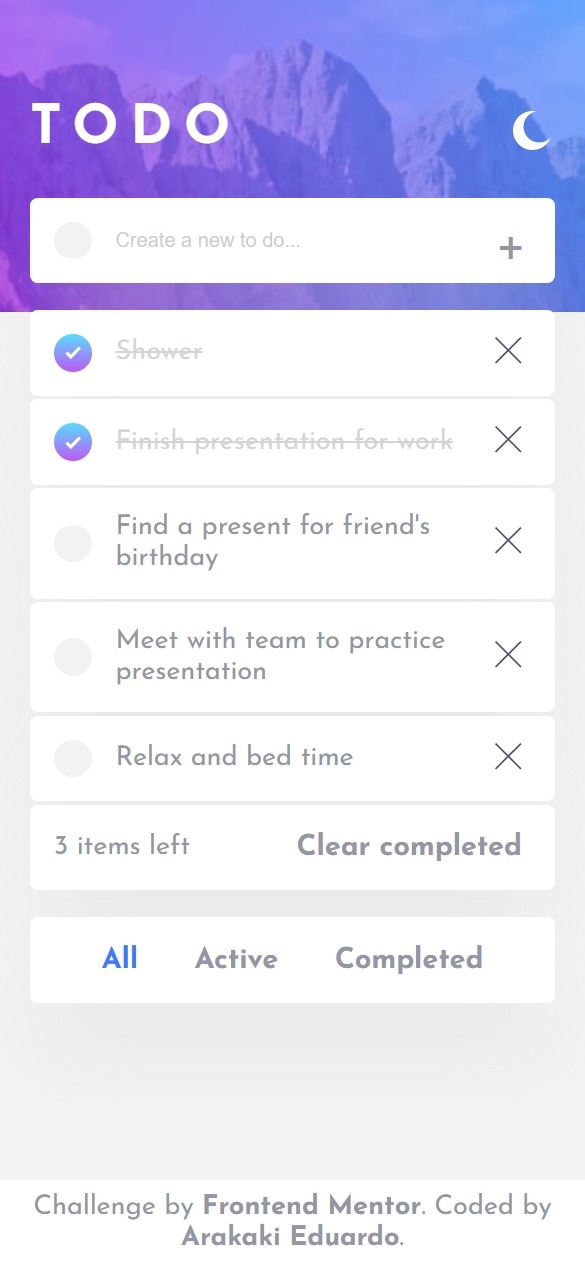 TODO
Create a new to do...
+
Shower
Finish presentation for work
Find a present for friend's
birthday
Meet with team to practice
presentation
Relax and bed time
3 items left Clear completed
All Active Completed
Challenge by Frontend Mentor. Coded by
Arakaki Eduardo.